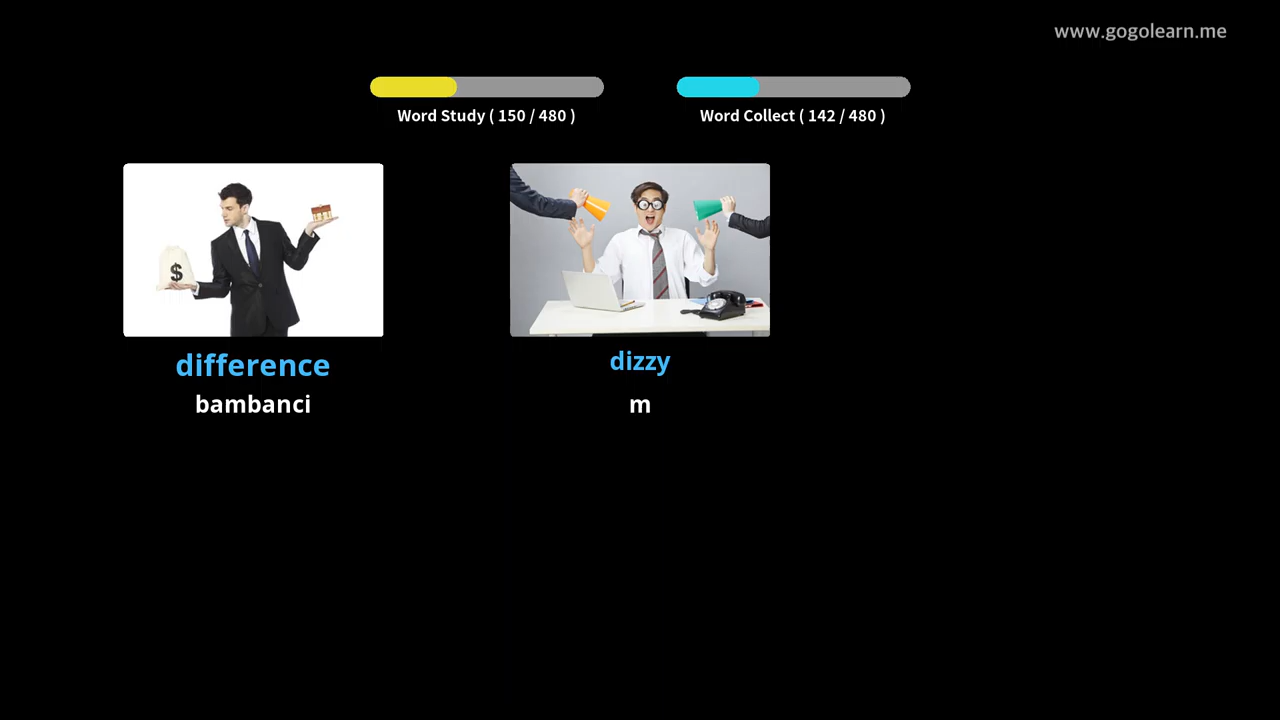 www.gogolearn.me
Word Study ( 150 / 480 )
Word Collect ( 142 / 480 )
$
difference
bambanci
dizzy
m